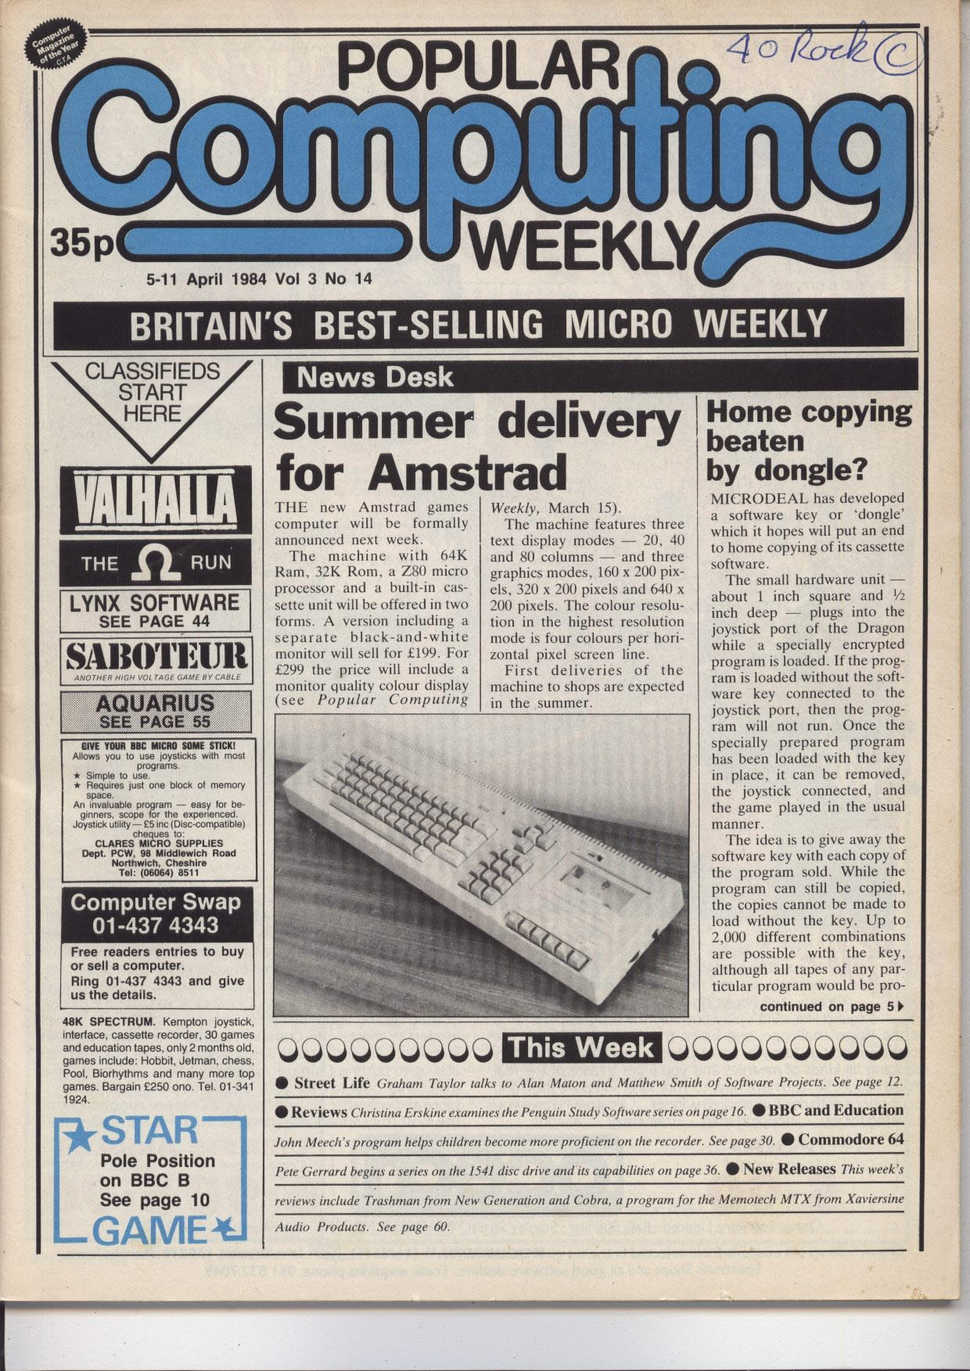 Computer
Magazine
of the Year
C.T.A.
40 Rock C
POPULAR
Computing
WEEKLY
35p
5-11 April 1984 Vol 3 No 14
BRITAIN'S BEST-SELLING MICRO WEEKLY
CLASSIFIEDS
START
HERE
VALHALLA
THE Ω RUN
LYNX SOFTWARE
SEE PAGE 44
SABOTEUR
ANOTHER HIGH VOLTAGE GAME BY CABLE
AQUARIUS
SEE PAGE 55
GIVE YOUR BBC MICRO SOME STICK!
Allows you to use joysticks with most
programs.
★ Simple to use.
★ Requires just one block of memory
space.
An invaluable program — easy for be-
ginners, scope for the experienced.
Joystick utility — £5 inc (Disc-compatible)
cheques to:
CLARES MICRO SUPPLIES
Dept. PCW, 98 Middlewich Road
Northwich, Cheshire
Tel: (06064) 8511
Computer Swap
01-437 4343
Free readers entries to buy
or sell a computer.
Ring 01-437 4343 and give
us the details.
48K SPECTRUM. Kempton joystick,
interface, cassette recorder, 30 games
and education tapes, only 2 months old,
games include: Hobbit, Jetman, chess,
Pool, Biorhythms and many more top
games. Bargain £250 ono. Tel. 01-341
1924.
STAR
Pole Position
on BBC B
See page 10
GAME
News Desk
Summer delivery
for Amstrad
THE new Amstrad games
computer will be formally
announced next week.
The machine with 64K
Ram, 32K Rom, a Z80 micro
processor and a built-in cas-
sette unit will be offered in two
forms. A version including a
separate black-and-white
monitor will sell for £199. For
£299 the price will include a
monitor quality colour display
(see Popular Computing
Weekly, March 15).
The machine features three
text display modes — 20, 40
and 80 columns — and three
graphics modes, 160 x 200 pix-
els, 320 x 200 pixels and 640 x
200 pixels. The colour resolu-
tion in the highest resolution
mode is four colours per hori-
zontal pixel screen line.
First deliveries of the
machine to shops are expected
in the summer.
Home copying
beaten
by dongle?
MICRODEAL has developed
a software key or 'dongle'
which it hopes will put an end
to home copying of its cassette
software.
The small hardware unit —
about 1 inch square and ½
inch deep — plugs into the
joystick port of the Dragon
while a specially encrypted
program is loaded. If the prog-
ram is loaded without the soft-
ware key connected to the
joystick port, then the prog-
ram will not run. Once the
specially prepared program
has been loaded with the key
in place, it can be removed,
the joystick connected, and
the game played in the usual
manner.
The idea is to give away the
software key with each copy of
the program sold. While the
program can still be copied,
the copies cannot be made to
load without the key. Up to
2,000 different combinations
are possible with the key,
although all tapes of any par-
ticular program would be pro-
continued on page 5
This Week
● Street Life Graham Taylor talks to Alan Maton and Matthew Smith of Software Projects. See page 12.
● Reviews Christina Erskine examines the Penguin Study Software series on page 16. ● BBC and Education
John Meech's program helps children become more proficient on the recorder. See page 30. ● Commodore 64
Pete Gerrard begins a series on the 1541 disc drive and its capabilities on page 36. ● New Releases This week's
reviews include Trashman from New Generation and Cobra, a program for the Memotech MTX from Xaviersine
Audio Products. See page 60.